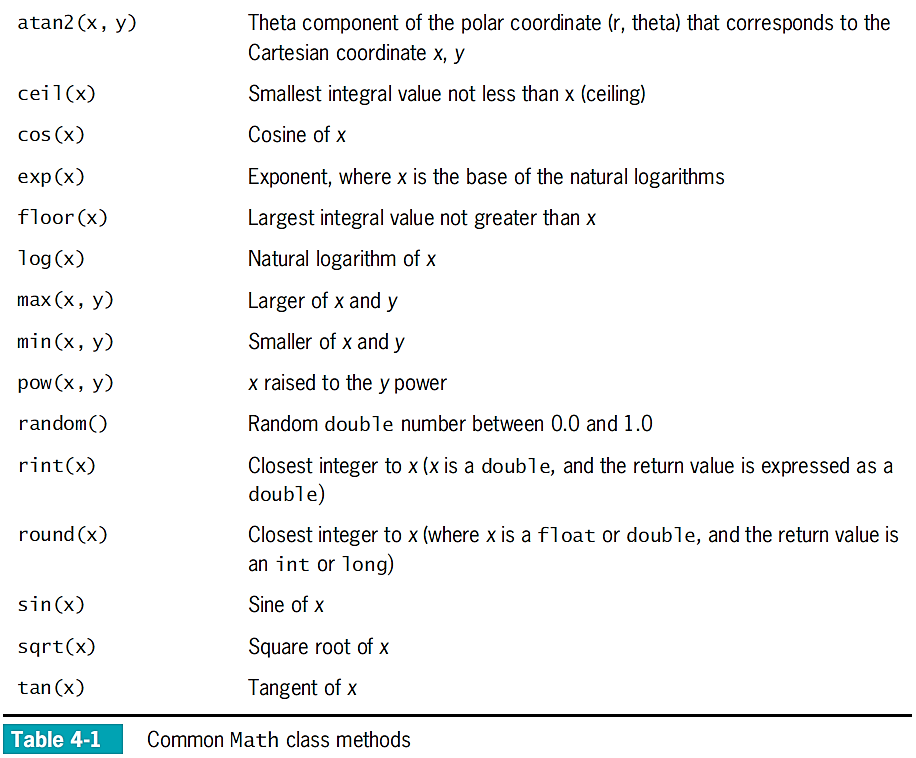 atan2(x, y) Theta component of the polar coordinate (r, theta) that corresponds to the
Cartesian coordinate x, y
ceil(x) Smallest integral value not less than x (ceiling)
cos(x) Cosine of x
exp(x) Exponent, where x is the base of the natural logarithms
floor(x) Largest integral value not greater than x
log(x) Natural logarithm of x
max(x, y) Larger of x and y
min(x, y) Smaller of x and y
pow(x, y) x raised to the y power
random() Random double number between 0.0 and 1.0
rint(x) Closest integer to x (x is a double, and the return value is expressed as a
double)
round(x) Closest integer to x (where x is a float or double, and the return value is
an int or long)
sin(x) Sine of x
sqrt(x) Square root of x
tan(x) Tangent of x
Table 4-1 Common Math class methods